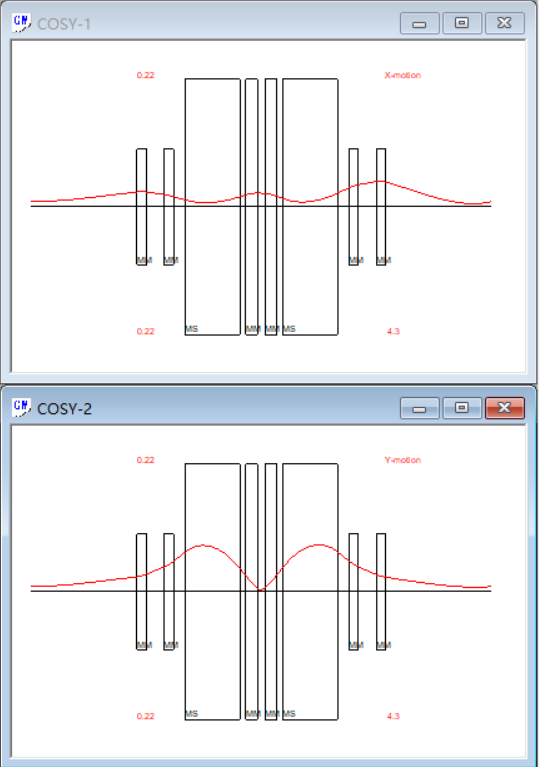 COSY-1
0.22 X-motion
MM MM MM MM
MS MM MM MS
0.22 4.3
COSY-2
0.22 Y-motion
MM MM MM MM
MS MM MM MS
0.22 4.3